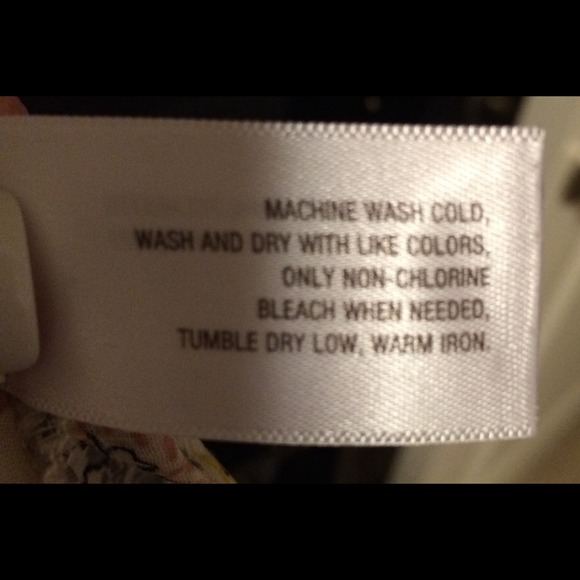 MACHINE WASH COLD,
WASH AND DRY WITH LIKE COLORS,
ONLY NON-CHLORINE
BLEACH WHEN NEEDED,
TUMBLE DRY LOW, WARM IRON.